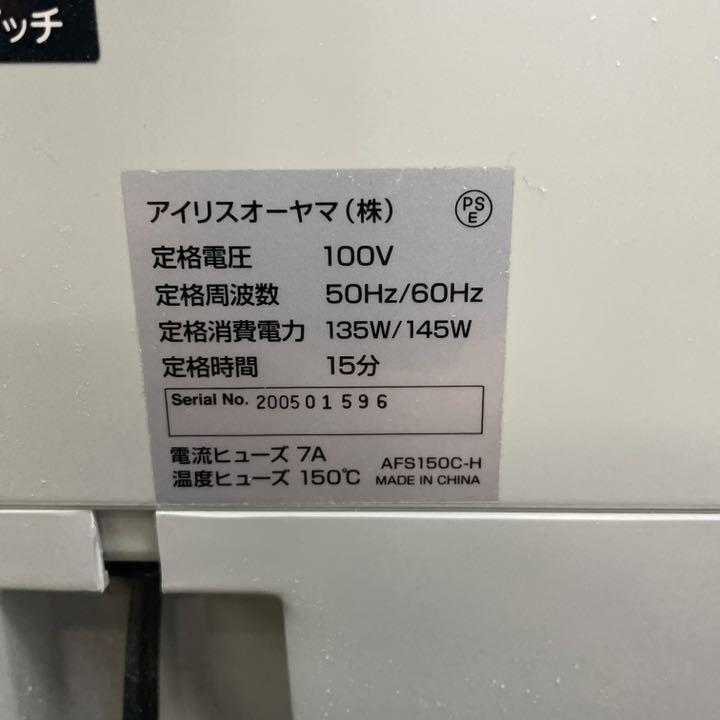 ッチ
アイリスオーヤマ(株)
PS
E
定格電圧 100V
定格周波数 50Hz/60Hz
定格消費電力 135W/145W
定格時間 15分
Serial No. 200501596
電流ヒューズ 7A
温度ヒューズ 150℃
AFS150C-H
MADE IN CHINA